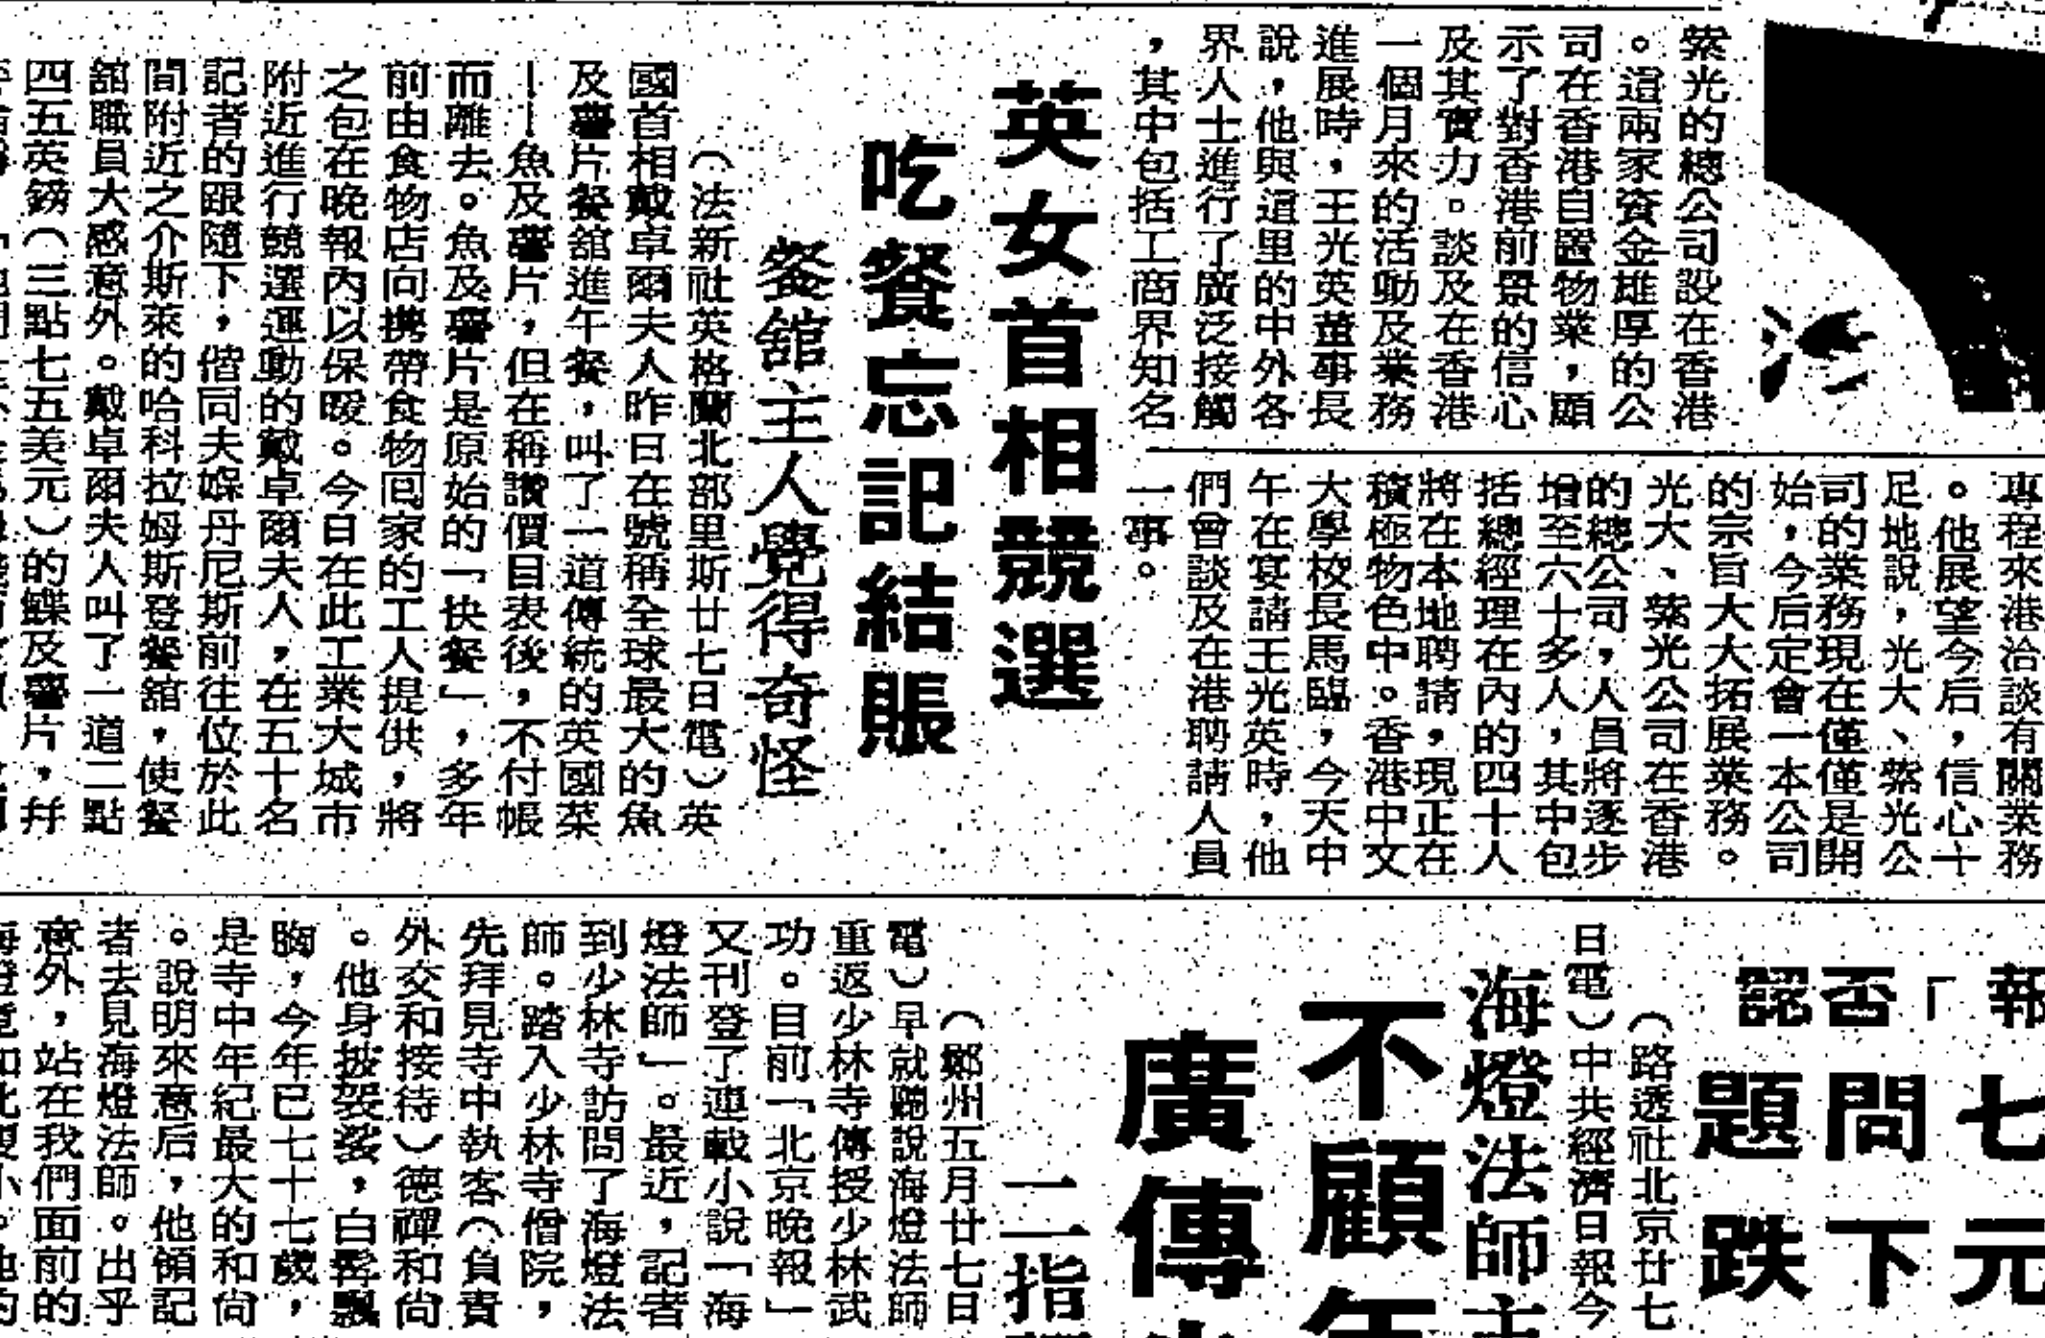 紫光的總公司設在香港
。這兩家資金雄厚的公
司在香港自置物業，顯
示了對香港前景的信心
及其實力。談及在香港
一個月來的活動及業務
進展時，王光英董事長
說，他與這里的中外各
界人士進行了廣泛接觸
，其中包括工商界知名
專程來港洽談有關業務
。他展望今后，信心十
足地說，光大、紫光公
司的業務現在僅僅是開
始，今后定會一本公司
的宗旨大大拓展業務。
光大、紫光公司在香港
的總公司，人員將逐步
增至六十多人，其中包
括總經理在內的四十人
將在本地聘請，現正在
積極物色中。香港中文
大學校長馬臨，今天中
午在宴請王光英時，他
們曾談及在港聘請人員
一事。
英女首相競選
吃餐忘記結賬
餐舘主人覺得奇怪
（法新社英格蘭北部里斯廿七日電）英
國首相戴卓爾夫人昨日在號稱全球最大的魚
及薯片餐舘進午餐，叫了一道傳統的英國菜
——魚及薯片，但在稱讚價目表後，不付帳
而離去。魚及薯片是原始的「快餐」，多年
前由食物店向携帶食物回家的工人提供，將
之包在晚報內以保暖。今日在此工業大城市
附近進行競選運動的戴卓爾夫人，在五十名
記者的跟隨下，偕同夫婿丹尼斯前往位於此
間附近之介斯萊的哈科拉姆斯登餐舘，使餐
舘職員大感意外。戴卓爾夫人叫了一道二點
四五英鎊（三點七五美元）的鰈及薯片，幷
報七元
「否問下
認題跌
（路透社北京廿七
日電）中共經濟日報今
海燈法師
不顧年
廣傳
二指
（鄭州五月廿七日
電）早就聽說海燈法師
重返少林寺傳授少林武
功。目前「北京晚報」
又刊登了連載小說「海
燈法師」。最近，記者
到少林寺訪問了海燈法
師。踏入少林寺僧院，
先拜見寺中執客（負責
外交和接待）德禪和尙
。他身披袈裟，白髯飄
胸，今年已七十七歲，
是寺中年紀最大的和尙
。說明來意后，他領記
者去見海燈法師。出乎
意外，站在我們面前的